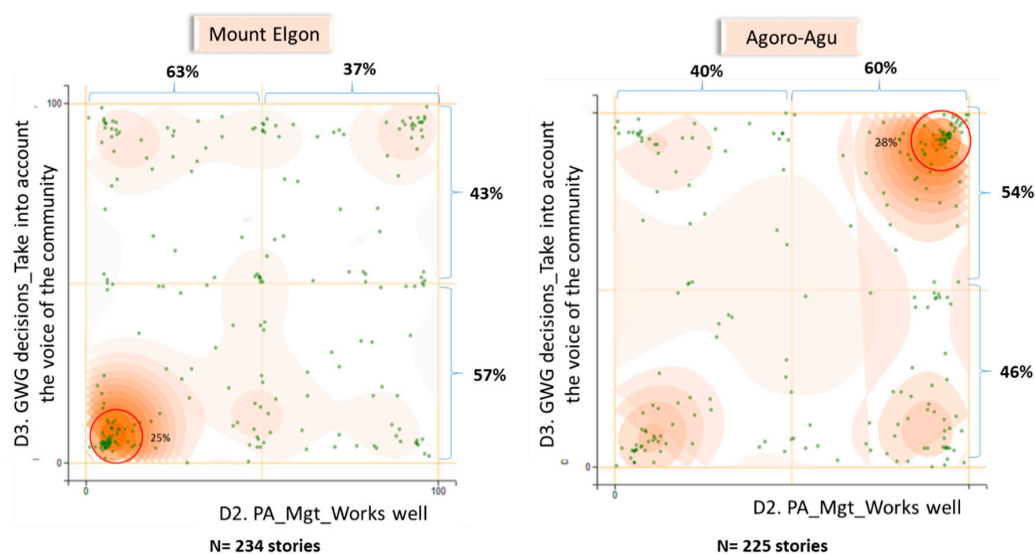 Mount Elgon
63%
37%
100
43%
57%
25%
0
0
100
D3. GWG decisions_Take into account
the voice of the community
D2. PA_Mgt_Works well
N= 234 stories
Agoro-Agu
40%
60%
28%
54%
46%
0
0
D3. GWG decisions_Take into account
the voice of the community
D2. PA_Mgt_Works well
N= 225 stories